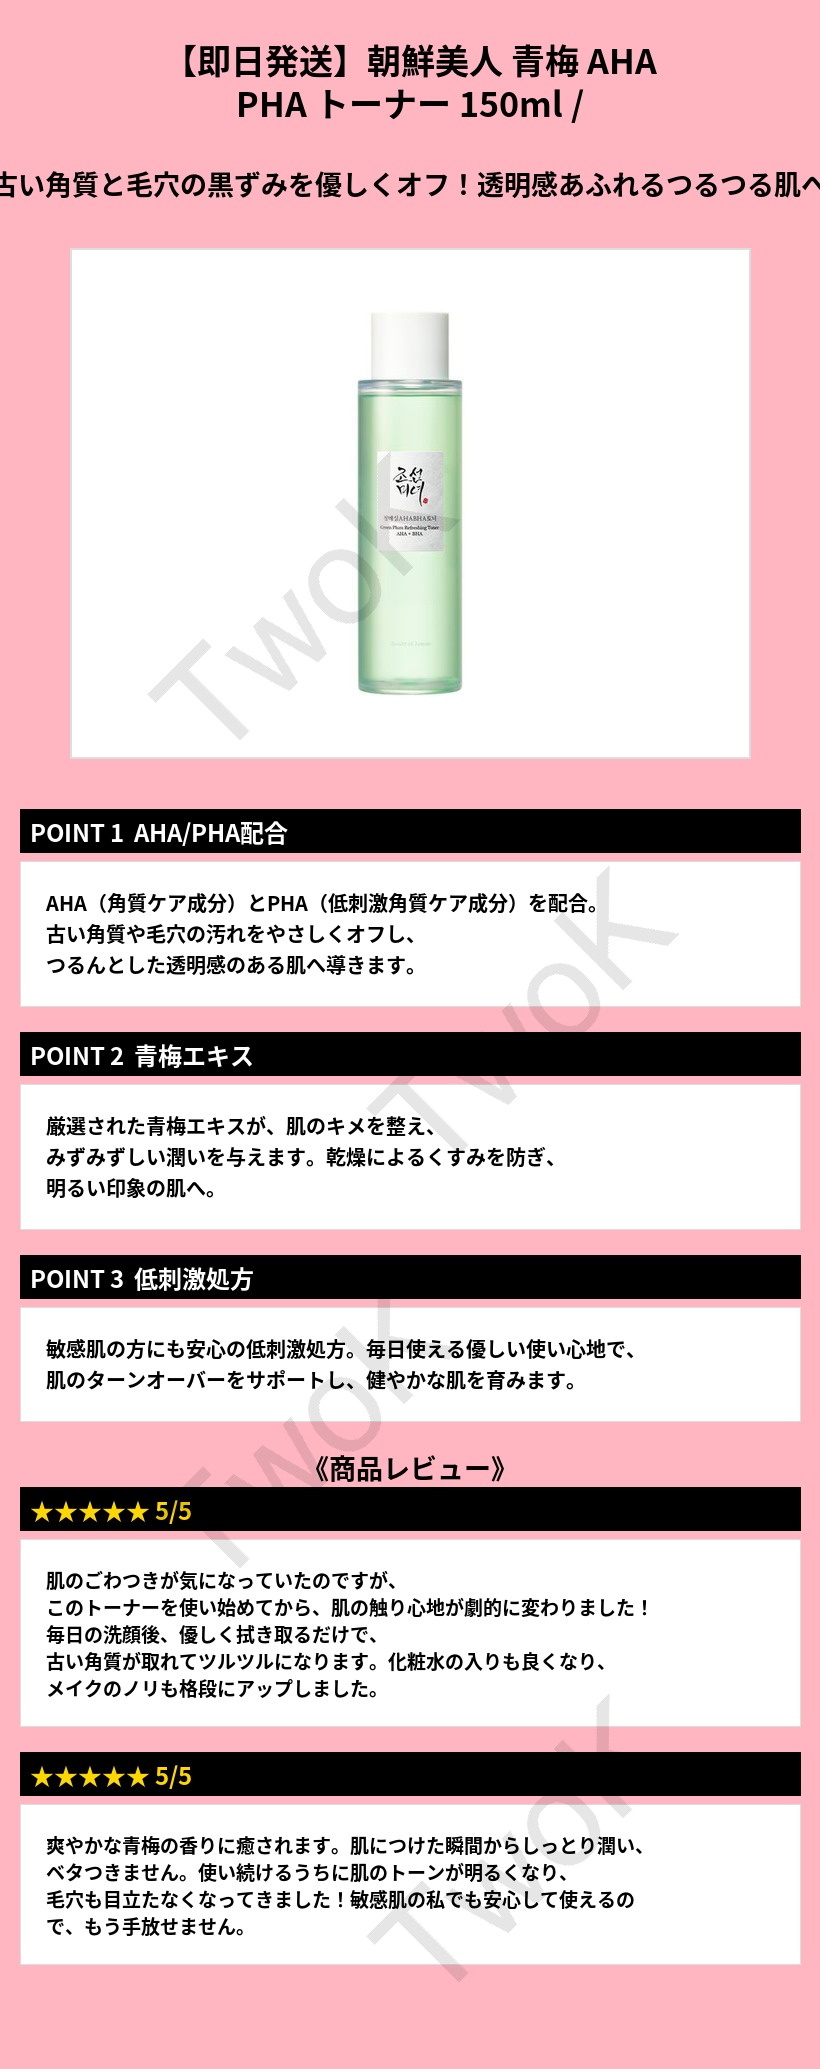 【即日発送】朝鮮美人 青梅 AHA
PHA トーナー 150ml /
古い角質と毛穴の黒ずみを優しくオフ！透明感あふれるつるつる肌へ
조선
미녀
청매실AHABHA토너
Green Plum Refreshing Toner
AHA + BHA
TwoK
POINT 1 AHA/PHA配合
AHA（角質ケア成分）とPHA（低刺激角質ケア成分）を配合。
古い角質や毛穴の汚れをやさしくオフし、
つるんとした透明感のある肌へ導きます。
TwoK
POINT 2 青梅エキス
厳選された青梅エキスが、肌のキメを整え、
みずみずしい潤いを与えます。乾燥によるくすみを防ぎ、
明るい印象の肌へ。
POINT 3 低刺激処方
敏感肌の方にも安心の低刺激処方。毎日使える優しい使い心地で、
肌のターンオーバーをサポートし、健やかな肌を育みます。
TwoK
《商品レビュー》
★★★★★ 5/5
肌のごわつきが気になっていたのですが、
このトーナーを使い始めてから、肌の触り心地が劇的に変わりました！
毎日の洗顔後、優しく拭き取るだけで、
古い角質が取れてツルツルになります。化粧水の入りも良くなり、
メイクのノリも格段にアップしました。
★★★★★ 5/5
爽やかな青梅の香りに癒されます。肌につけた瞬間からしっとり潤い、
ベタつきません。使い続けるうちに肌のトーンが明るくなり、
毛穴も目立たなくなってきました！敏感肌の私でも安心して使えるの
で、もう手放せません。
TwoK